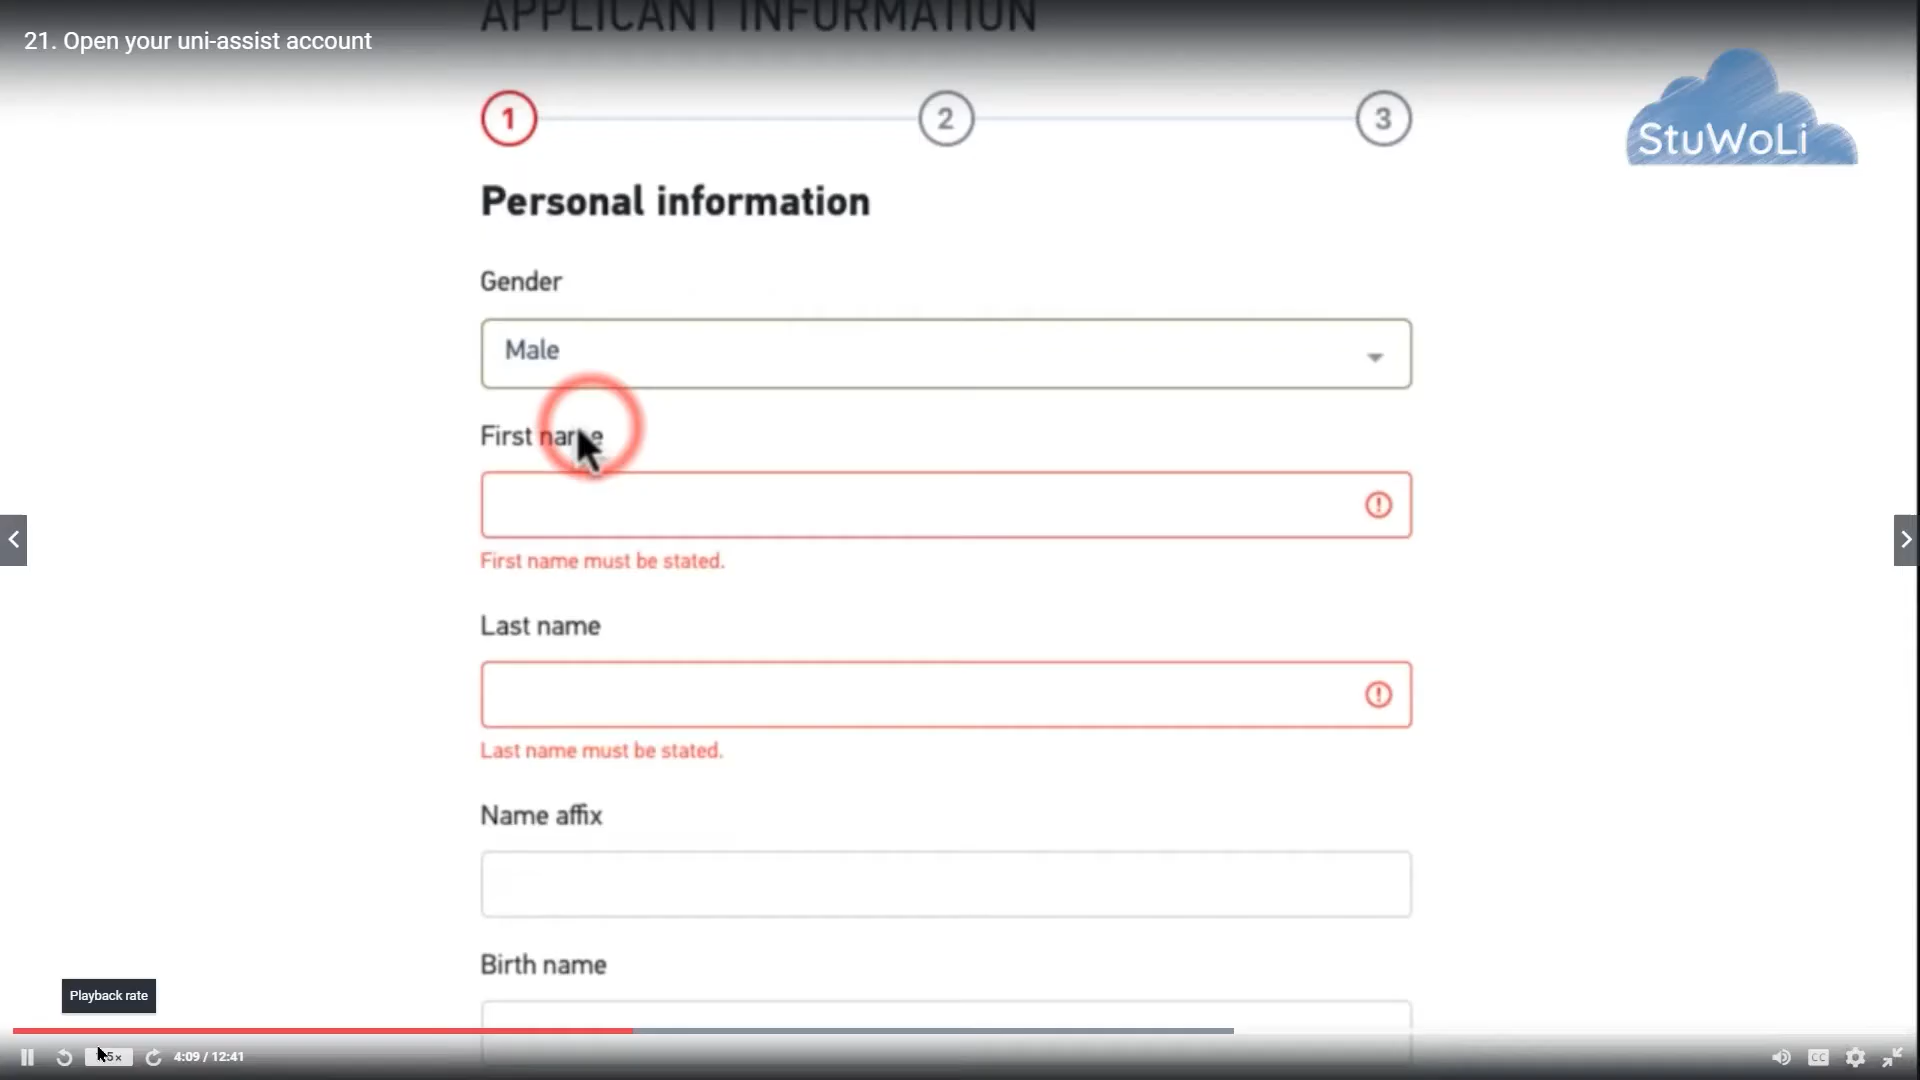 APPLICANT INFORMATION
21. Open your uni-assist account
StuWoLi
1
2
3
Personal information
Gender
Male
First name
First name must be stated.
Last name
Last name must be stated.
Name affix
Birth name
Playback rate
4:09 / 12:41
CC